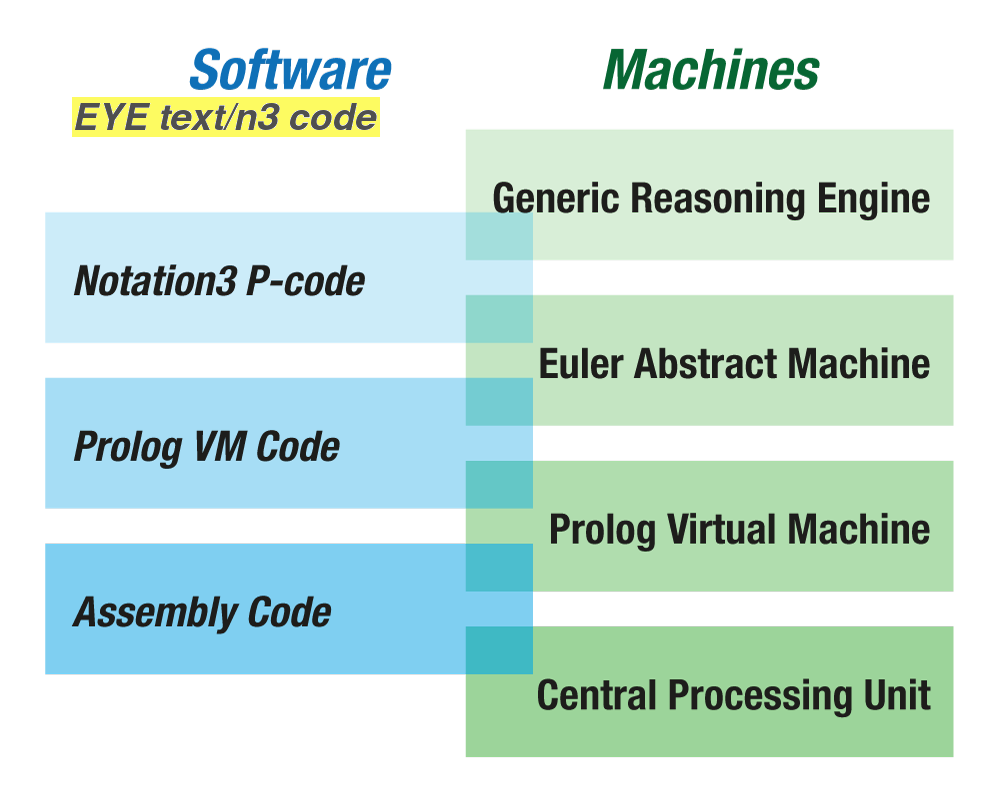 Software
Machines
EYE text/n3 code
Generic Reasoning Engine
Notation3 P-code
Euler Abstract Machine
Prolog VM Code
Prolog Virtual Machine
Assembly Code
Central Processing Unit